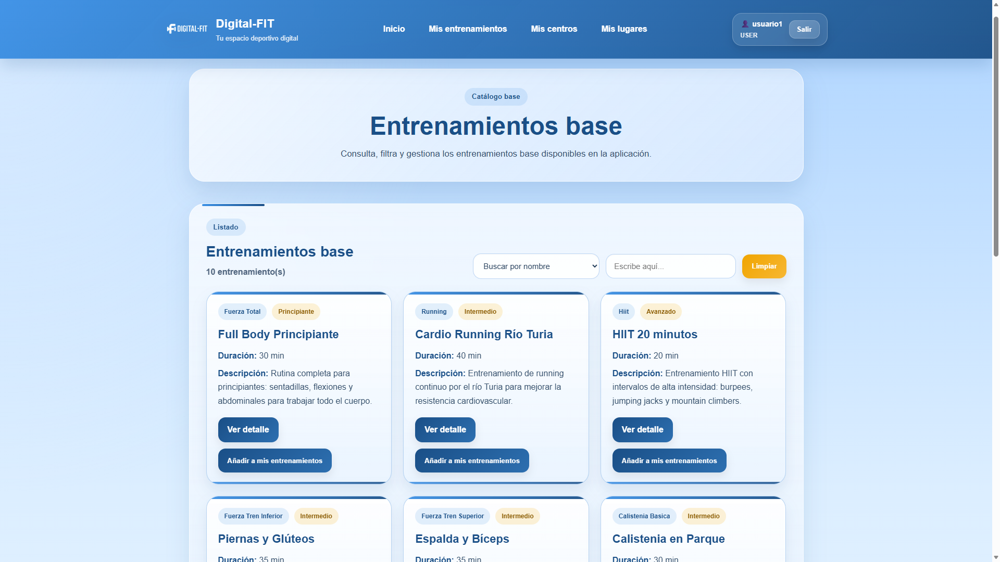 DIGITAL-FIT
Digital-FIT
Tu espacio deportivo digital
Inicio
Mis entrenamientos
Mis centros
Mis lugares
usuario1
USER
Salir
Catálogo base
Entrenamientos base
Consulta, filtra y gestiona los entrenamientos base disponibles en la aplicación.
Listado
Entrenamientos base
10 entrenamiento(s)
Buscar por nombre
Escribe aquí...
Limpiar
Fuerza Total
Principiante
Full Body Principiante
Duración: 30 min
Descripción: Rutina completa para
principiantes: sentadillas, flexiones y
abdominales para trabajar todo el cuerpo.
Ver detalle
Añadir a mis entrenamientos
Running
Intermedio
Cardio Running Río Turia
Duración: 40 min
Descripción: Entrenamiento de running
continuo por el río Turia para mejorar la
resistencia cardiovascular.
Ver detalle
Añadir a mis entrenamientos
Hiit
Avanzado
HIIT 20 minutos
Duración: 20 min
Descripción: Entrenamiento HIIT con
intervalos de alta intensidad: burpees,
jumping jacks y mountain climbers.
Ver detalle
Añadir a mis entrenamientos
Fuerza Tren Inferior
Intermedio
Piernas y Glúteos
Duración: 35 min
Fuerza Tren Superior
Intermedio
Espalda y Bíceps
Duración: 35 min
Calistenia Basica
Intermedio
Calistenia en Parque
Duración: 30 min